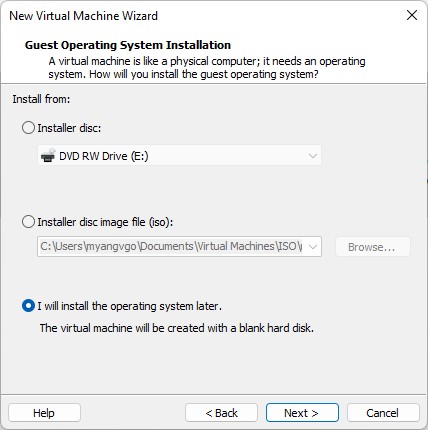 New Virtual Machine Wizard
Guest Operating System Installation
A virtual machine is like a physical computer; it needs an operating
system. How will you install the guest operating system?
Install from:
Installer disc:
DVD RW Drive (E:)
Installer disc image file (iso):
C:\Users\myangvgo\Documents\Virtual Machines\ISO\
Browse...
I will install the operating system later.
The virtual machine will be created with a blank hard disk.
Help
< Back
Next >
Cancel